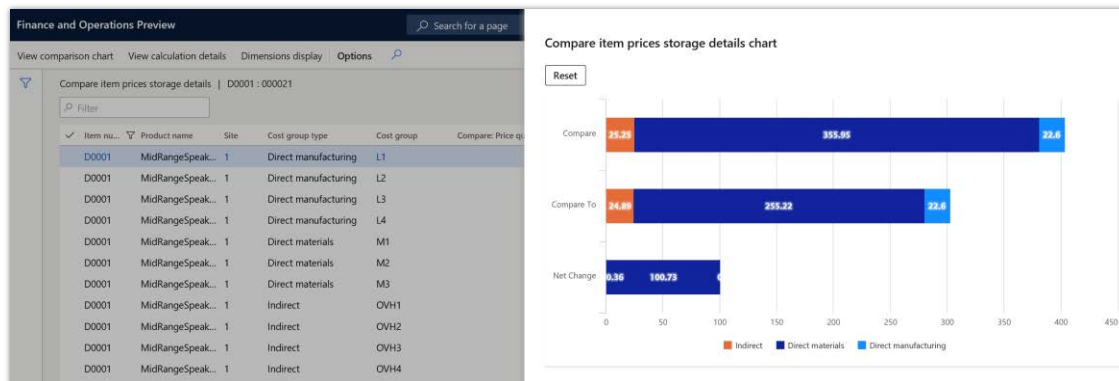 Finance and Operations Preview
Search for a page
View comparison chart View calculation details Dimensions display Options
Compare item prices storage details | D0001 : 000021
Filter
Item nu... Product name Site Cost group type Cost group Compare: Price qu
D0001 MidRangeSpeak... 1 Direct manufacturing L1
D0001 MidRangeSpeak... 1 Direct manufacturing L2
D0001 MidRangeSpeak... 1 Direct manufacturing L3
D0001 MidRangeSpeak... 1 Direct manufacturing L4
D0001 MidRangeSpeak... 1 Direct materials M1
D0001 MidRangeSpeak... 1 Direct materials M2
D0001 MidRangeSpeak... 1 Direct materials M3
D0001 MidRangeSpeak... 1 Indirect OVH1
D0001 MidRangeSpeak... 1 Indirect OVH2
D0001 MidRangeSpeak... 1 Indirect OVH3
D0001 MidRangeSpeak... 1 Indirect OVH4
Compare item prices storage details chart
Reset
Compare 25.25 355.95 22.6
Compare To 24.89 255.22 22.6
Net Change 0.36 100.73
0 50 100 150 200 250 300 350 400 450
Indirect Direct materials Direct manufacturing